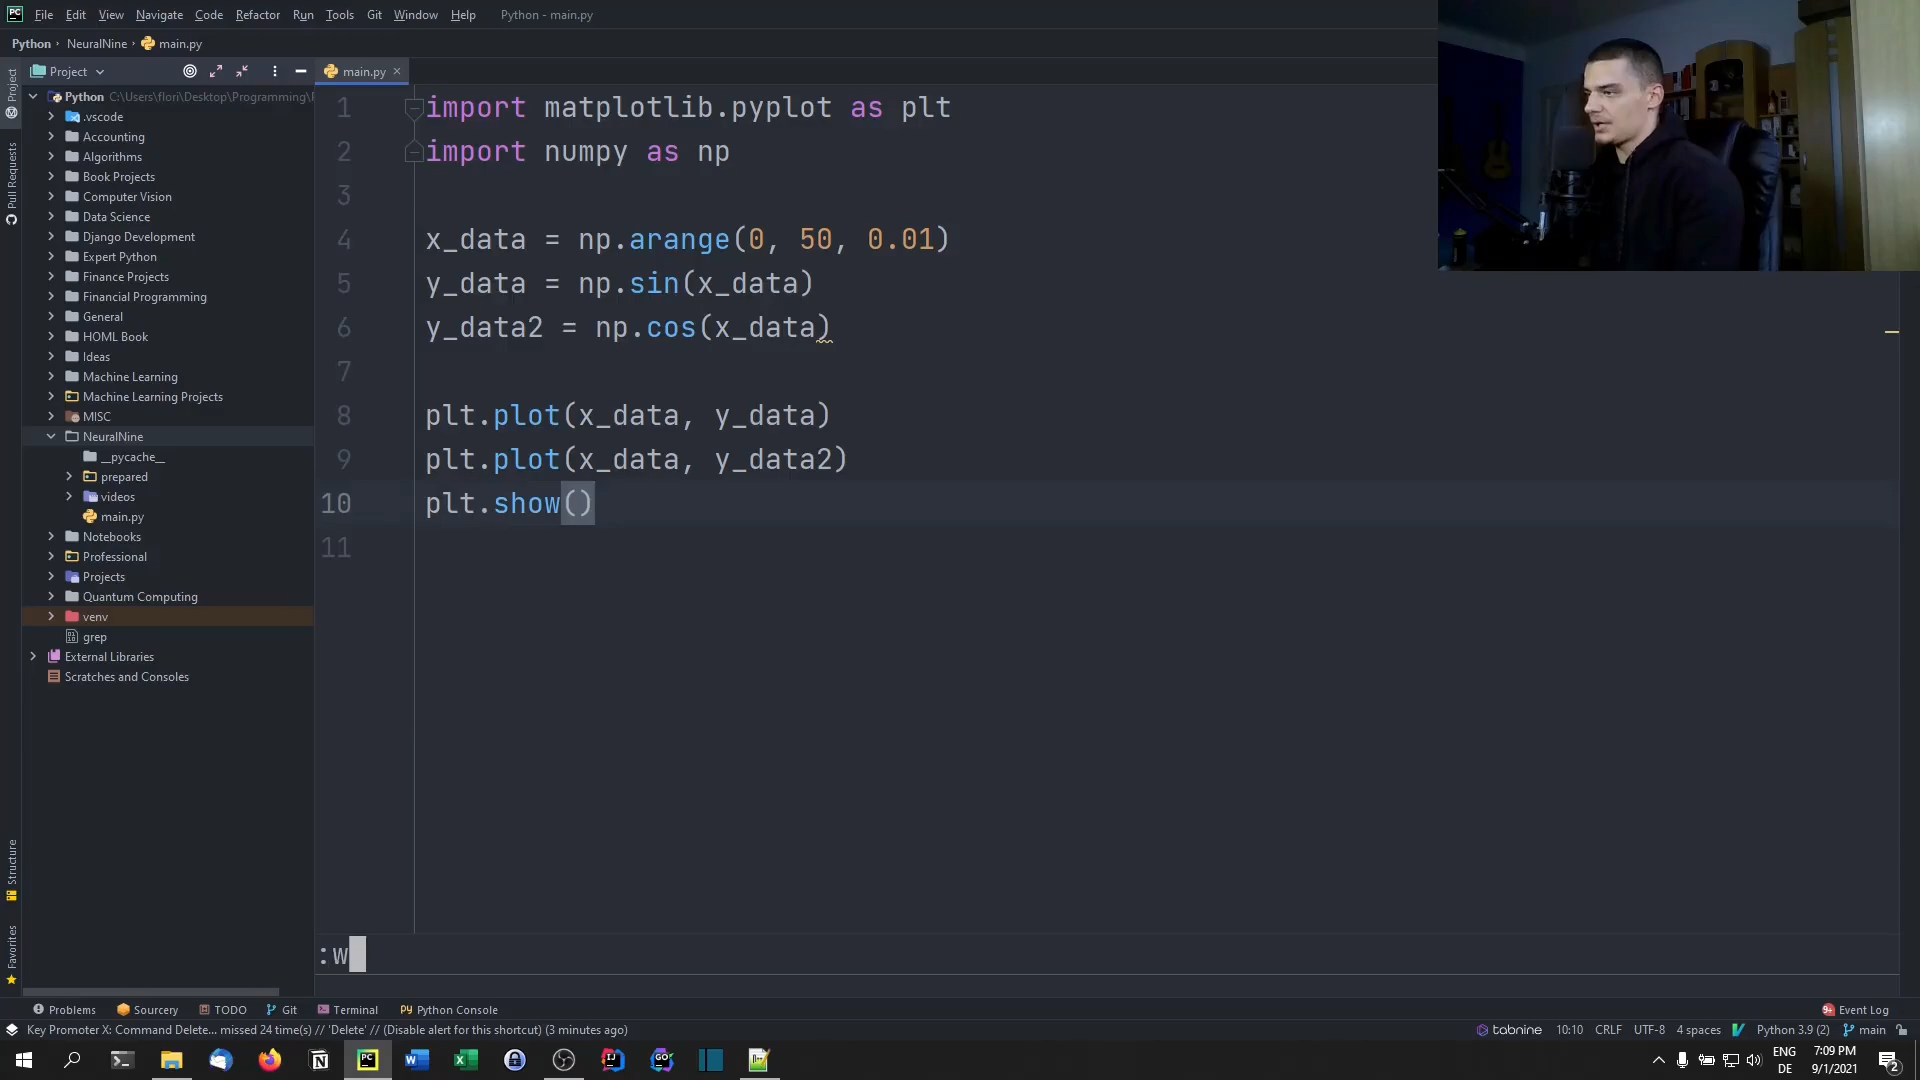 File Edit View Navigate Code Refactor Run Tools Git Window Help Python - main.py
Python NeuralNine main.py
Project main.py
Python C:\Users\flori\Desktop\Programming\
.vscode
Accounting
Algorithms
Book Projects
Computer Vision
Data Science
Django Development
Expert Python
Finance Projects
Financial Programming
General
HOML Book
Ideas
Machine Learning
Machine Learning Projects
MISC
NeuralNine
__pycache__
prepared
videos
main.py
Notebooks
Professional
Projects
Quantum Computing
venv
grep
External Libraries
Scratches and Consoles
Project
Pull Requests
Structure
Favorites
1 import matplotlib.pyplot as plt
2 import numpy as np
3
4 x_data = np.arange(0, 50, 0.01)
5 y_data = np.sin(x_data)
6 y_data2 = np.cos(x_data)
7
8 plt.plot(x_data, y_data)
9 plt.plot(x_data, y_data2)
10 plt.show()
11
:w
Problems Sourcery TODO Git Terminal Python Console Event Log
Key Promoter X: Command Delete... missed 24 time(s) // 'Delete' // (Disable alert for this shortcut) (3 minutes ago) tabnine 10:10 CRLF UTF-8 4 spaces Python 3.9 (2) main
ENG 7:09 PM
DE 9/1/2021
2